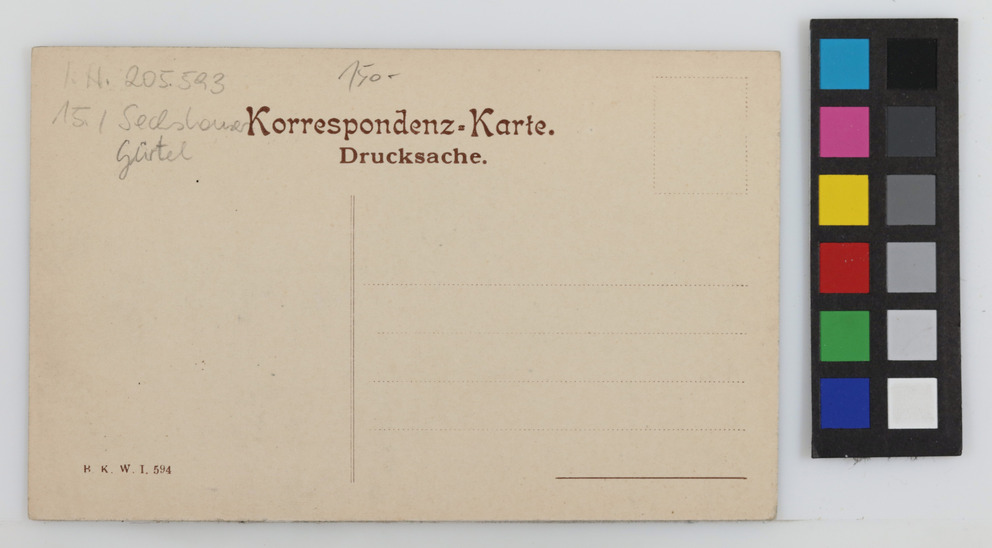 I. N. 205.593
150.-
15. / Sechshauser
Gürtel
Korrespondenz-Karte.
Drucksache.
B. K. W. I. 594